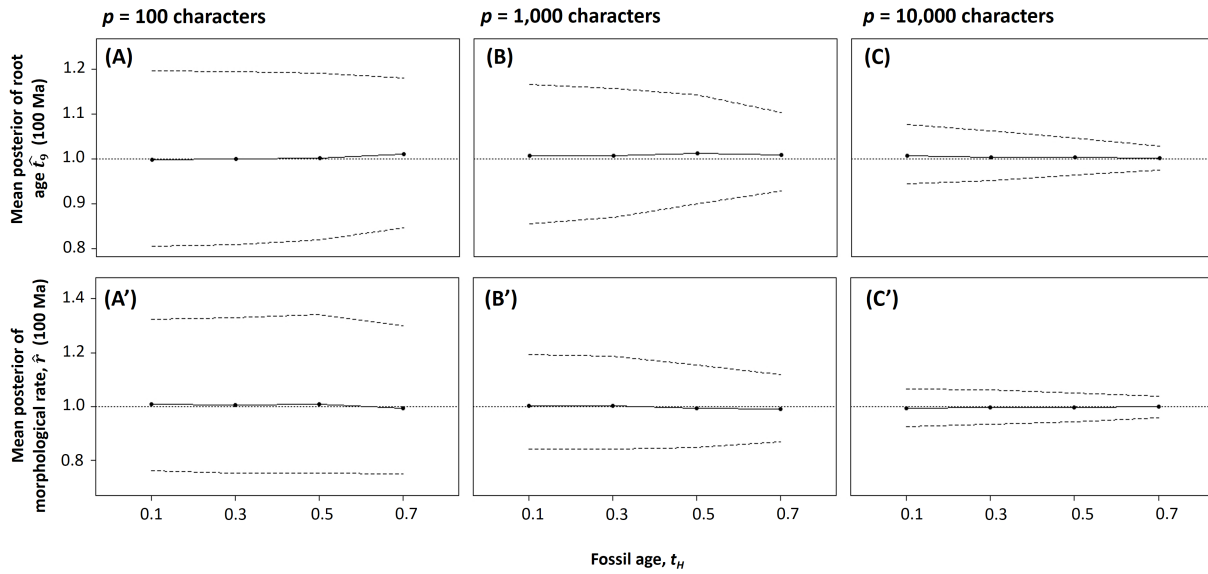 p = 100 characters
p = 1,000 characters
p = 10,000 characters
Mean posterior of root
age t̂₉ (100 Ma)
(A)
(B)
(C)
1.2
1.1
1.0
0.9
0.8
Mean posterior of
morphological rate, r̂ (100 Ma)
(A’)
(B’)
(C’)
1.4
1.2
1.0
0.8
0.1 0.3 0.5 0.7
0.1 0.3 0.5 0.7
0.1 0.3 0.5 0.7
Fossil age, t_H